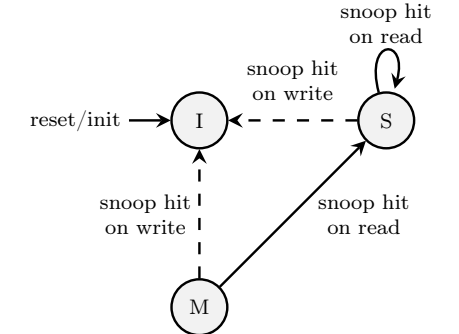 snoop hit
on read
snoop hit
on write
reset/init
I
S
snoop hit
on write
snoop hit
on read
M